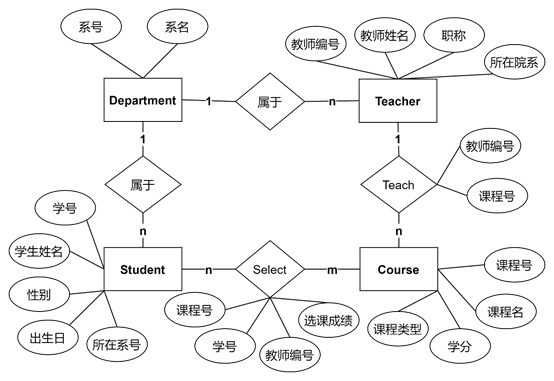 系号
系名
教师编号
教师姓名
职称
所在院系
Department
1
属于
n
Teacher
1
1
教师编号
属于
Teach
课程号
学号
n
n
学生姓名
Student
n
Select
m
Course
课程号
性别
课程号
选课成绩
课程名
出生日
所在系号
学号
教师编号
课程类型
学分